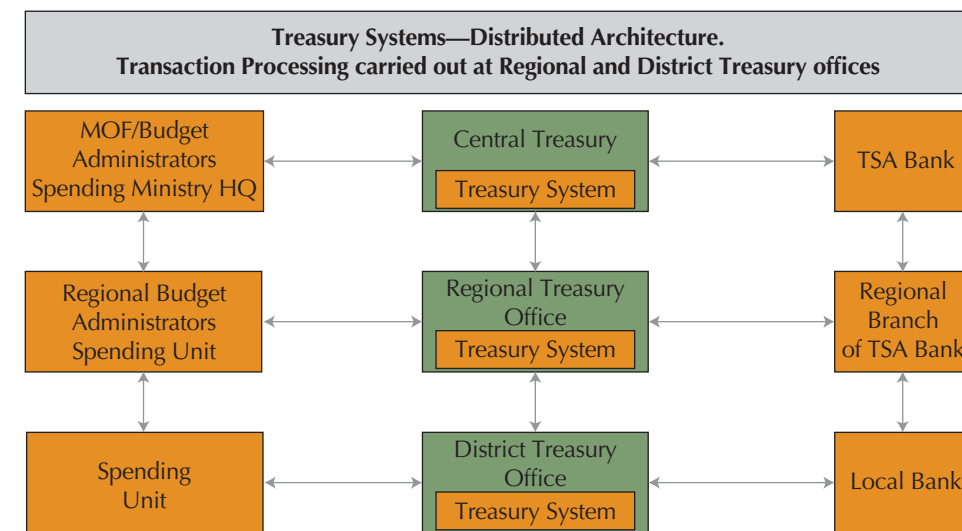 Treasury Systems—Distributed Architecture.
Transaction Processing carried out at Regional and District Treasury offices
MOF/Budget
Administrators
Spending Ministry HQ
Central Treasury
Treasury System
TSA Bank
Regional Budget
Administrators
Spending Unit
Regional Treasury
Office
Treasury System
Regional
Branch
of TSA Bank
Spending
Unit
District Treasury
Office
Treasury System
Local Bank